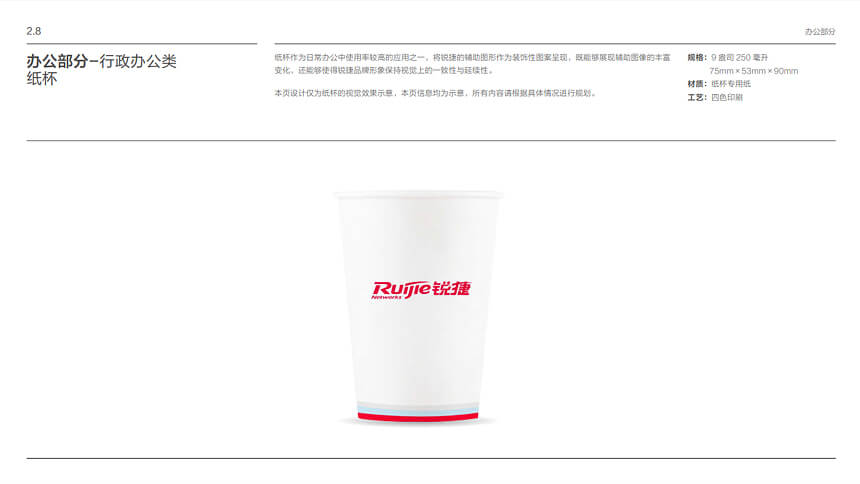 2.8
办公部分
办公部分–行政办公类
纸杯
纸杯作为日常办公中使用率较高的应用之一，将锐捷的辅助图形作为装饰性图案呈现，既能够展现辅助图像的丰富
变化，还能够使得锐捷品牌形象保持视觉上的一致性与延续性。
本页设计仅为纸杯的视觉效果示意，本页信息均为示意，所有内容请根据具体情况进行规划。
规格：9 盎司 250 毫升
75mm × 53mm × 90mm
材质：纸杯专用纸
工艺：四色印刷
Ruijie锐捷
Networks